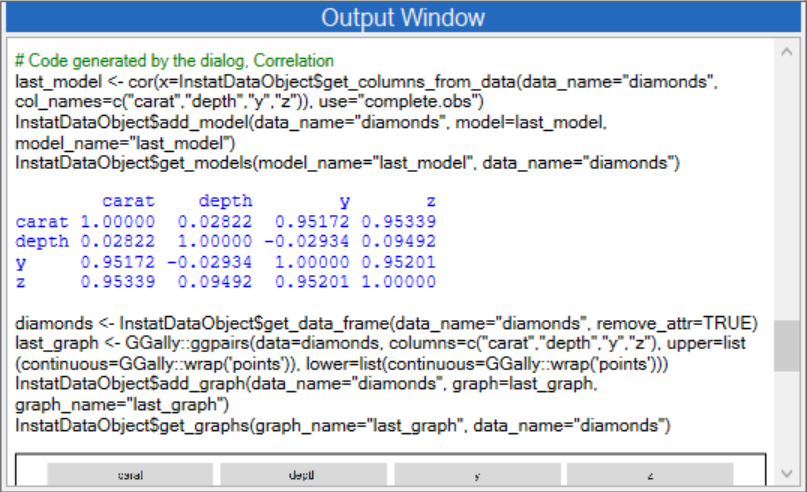 Output Window
# Code generated by the dialog, Correlation
last_model <- cor(x=InstatDataObject$get_columns_from_data(data_name="diamonds",
col_names=c("carat","depth","y","z")), use="complete.obs")
InstatDataObject$add_model(data_name="diamonds", model=last_model,
model_name="last_model")
InstatDataObject$get_models(model_name="last_model", data_name="diamonds")
carat depth y z
carat 1.00000 0.02822 0.95172 0.95339
depth 0.02822 1.00000 -0.02934 0.09492
y 0.95172 -0.02934 1.00000 0.95201
z 0.95339 0.09492 0.95201 1.00000
diamonds <- InstatDataObject$get_data_frame(data_name="diamonds", remove_attr=TRUE)
last_graph <- GGally::ggpairs(data=diamonds, columns=c("carat","depth","y","z"), upper=list
(continuous=GGally::wrap('points')), lower=list(continuous=GGally::wrap('points')))
InstatDataObject$add_graph(data_name="diamonds", graph=last_graph,
graph_name="last_graph")
InstatDataObject$get_graphs(graph_name="last_graph", data_name="diamonds")
carat depth y z